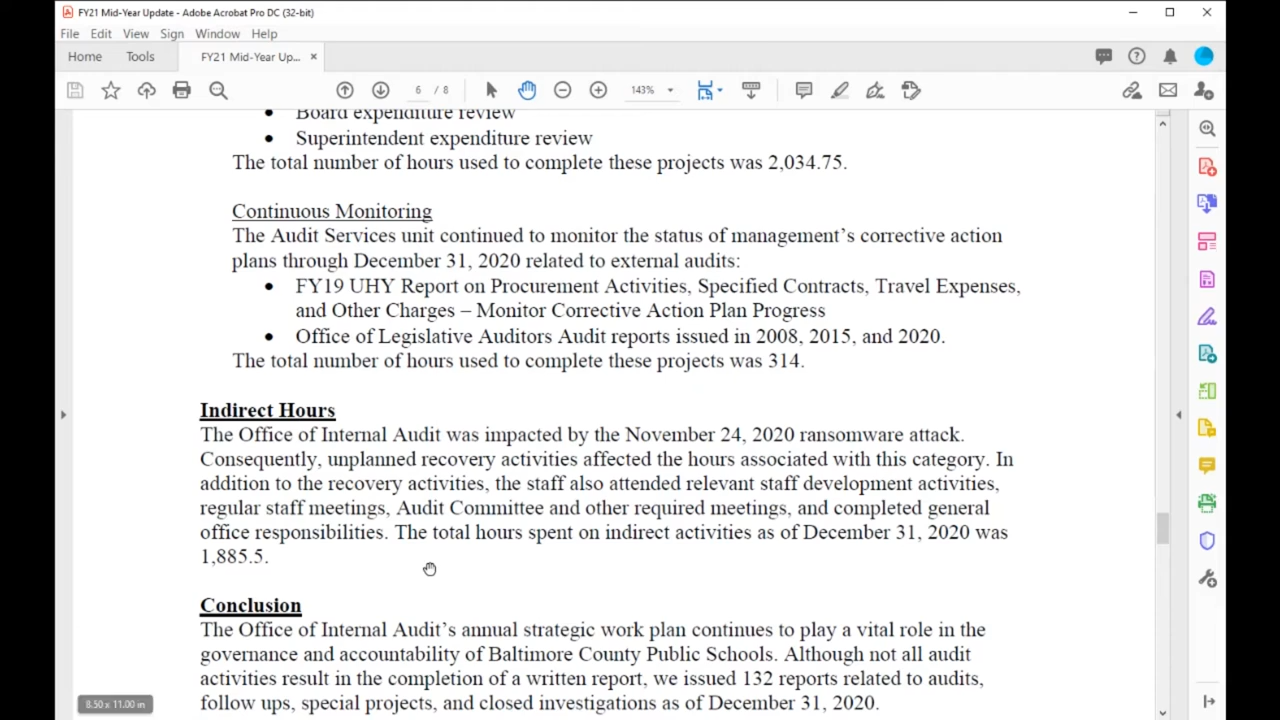 FY21 Mid-Year Update - Adobe Acrobat Pro DC (32-bit)
File Edit View Sign Window Help
Home Tools FY21 Mid-Year Up... ×
6 / 8 143%
• Board expenditure review
• Superintendent expenditure review
The total number of hours used to complete these projects was 2,034.75.
Continuous Monitoring
The Audit Services unit continued to monitor the status of management’s corrective action
plans through December 31, 2020 related to external audits:
• FY19 UHY Report on Procurement Activities, Specified Contracts, Travel Expenses,
and Other Charges – Monitor Corrective Action Plan Progress
• Office of Legislative Auditors Audit reports issued in 2008, 2015, and 2020.
The total number of hours used to complete these projects was 314.
Indirect Hours
The Office of Internal Audit was impacted by the November 24, 2020 ransomware attack.
Consequently, unplanned recovery activities affected the hours associated with this category. In
addition to the recovery activities, the staff also attended relevant staff development activities,
regular staff meetings, Audit Committee and other required meetings, and completed general
office responsibilities. The total hours spent on indirect activities as of December 31, 2020 was
1,885.5.
Conclusion
The Office of Internal Audit’s annual strategic work plan continues to play a vital role in the
governance and accountability of Baltimore County Public Schools. Although not all audit
activities result in the completion of a written report, we issued 132 reports related to audits,
follow ups, special projects, and closed investigations as of December 31, 2020.
8.50 x 11.00 in